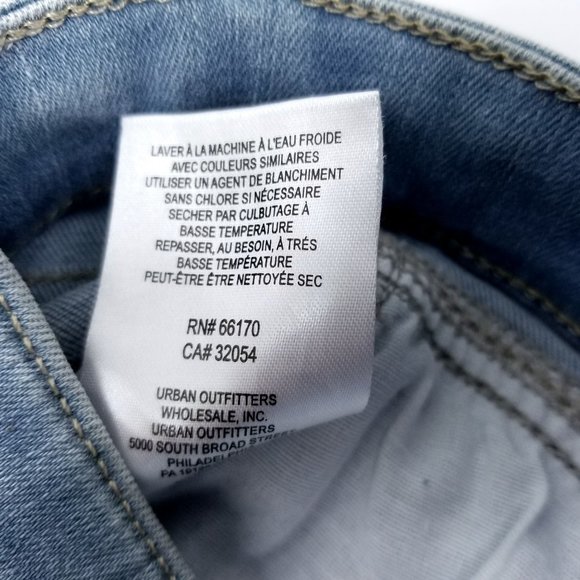 LAVER À LA MACHINE À L'EAU FROIDE
AVEC COULEURS SIMILAIRES
UTILISER UN AGENT DE BLANCHIMENT
SANS CHLORE SI NÉCESSAIRE
SECHER PAR CULBUTAGE À
BASSE TEMPERATURE
REPASSER, AU BESOIN, À TRÉS
BASSE TEMPÉRATURE
PEUT-ÊTRE ÊTRE NETTOYÉE SEC
RN# 66170
CA# 32054
URBAN OUTFITTERS
WHOLESALE, INC.
URBAN OUTFITTERS
5000 SOUTH BROAD STREET
PA